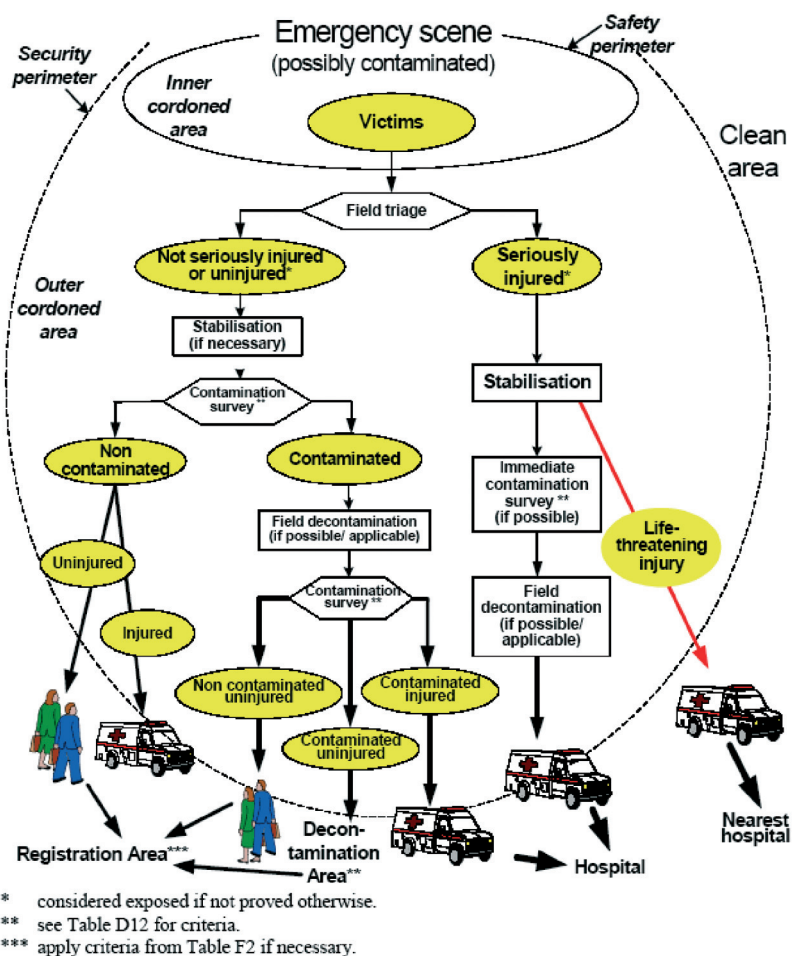 Emergency scene
(possibly contaminated)
Safety
perimeter
Security
perimeter
Inner
cordoned
area
Victims
Clean
area
Field triage
Not seriously injured
or uninjured*
Seriously
injured*
Outer
cordoned
area
Stabilisation
(if necessary)
Stabilisation
Contamination
survey**
Non
contaminated
Contaminated
Immediate
contamination
survey **
(if possible)
Field decontamination
(if possible/ applicable)
Life-
threatening
injury
Uninjured
Contamination
survey**
Field
decontamination
(if possible/
applicable)
Injured
Non contaminated
uninjured
Contaminated
injured
Contaminated
uninjured
Registration Area***
Decon-
tamination
Area**
Hospital
Nearest
hospital
* considered exposed if not proved otherwise.
** see Table D12 for criteria.
*** apply criteria from Table F2 if necessary.